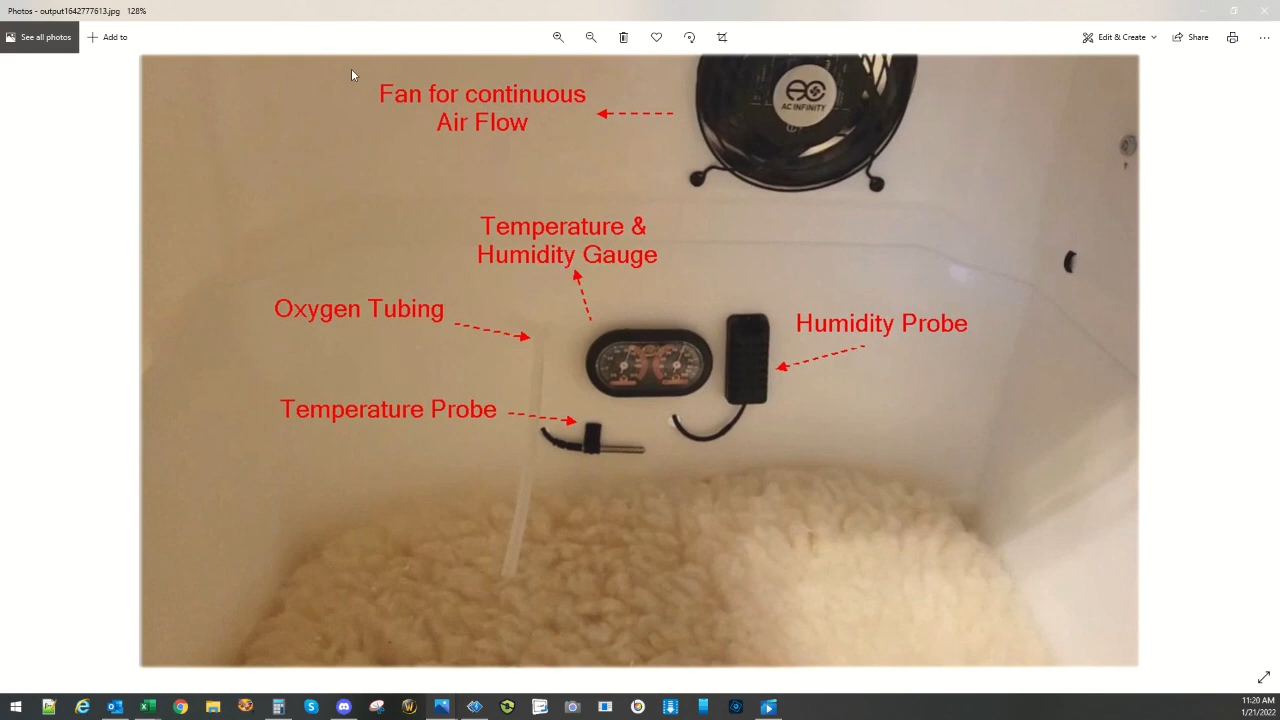 Photos - output1642777613.jpg   128%
See all photos
Add to
Edit & Create
Share
Fan for continuous
Air Flow
AC INFINITY
Temperature &
Humidity Gauge
Oxygen Tubing
Humidity Probe
Temperature Probe
11:20 AM
1/21/2022